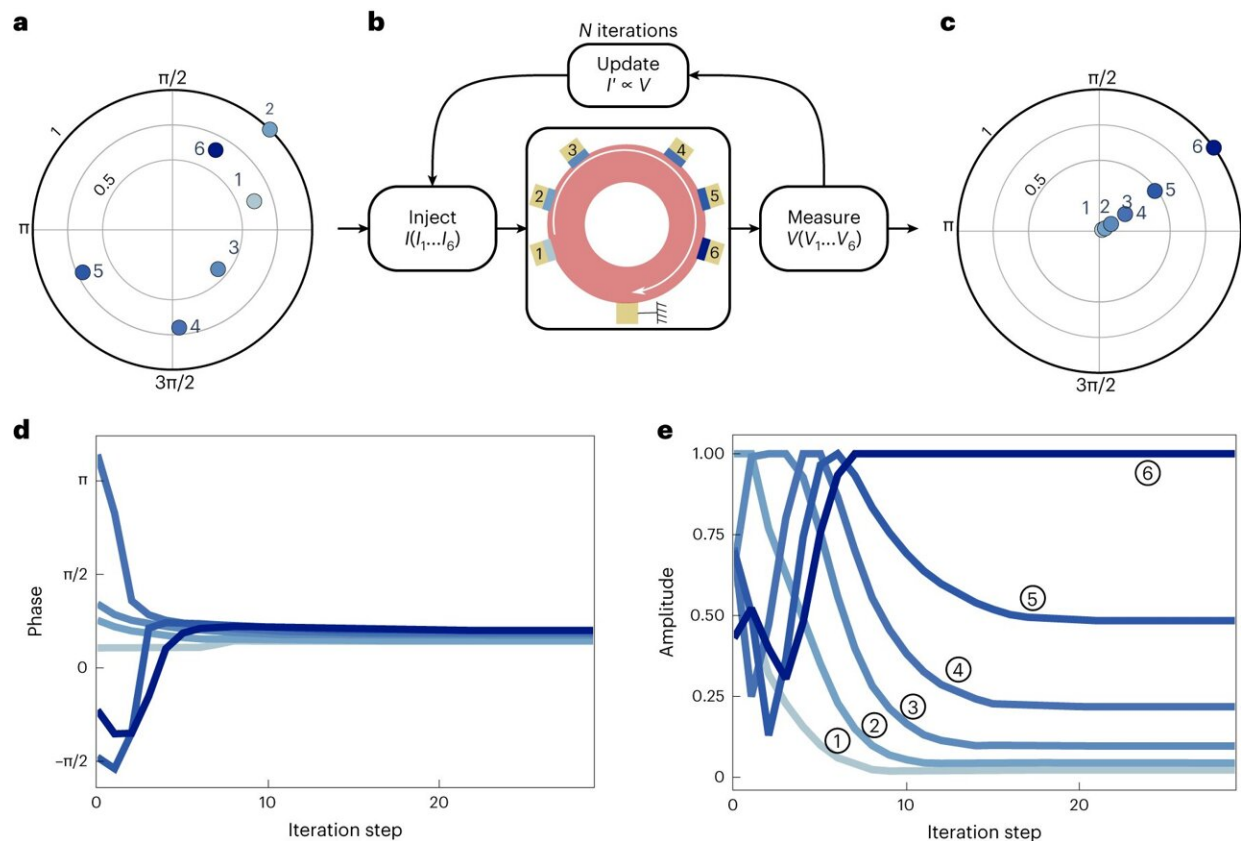 a
π/2
1
0.5
π
3π/2
2
6
1
3
5
4
b
N iterations
Update
I′ ∝ V
Inject
I(I₁...I₆)
1
2
3
4
5
6
Measure
V(V₁...V₆)
c
π/2
1
0.5
π
3π/2
6
5
1 2 3 4
d
Phase
π
π/2
0
−π/2
0 10 20
Iteration step
e
Amplitude
1.00
0.75
0.50
0.25
0
6
5
4
3
2
1
0 10 20
Iteration step